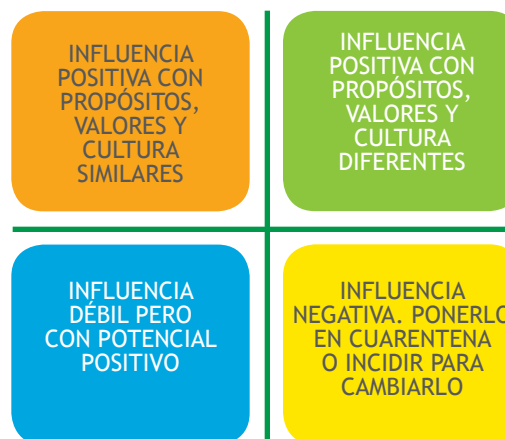 INFLUENCIA
POSITIVA CON
PROPÓSITOS,
VALORES Y
CULTURA
SIMILARES
INFLUENCIA
POSITIVA CON
PROPÓSITOS,
VALORES Y
CULTURA
DIFERENTES
INFLUENCIA
DÉBIL PERO
CON POTENCIAL
POSITIVO
INFLUENCIA
NEGATIVA. PONERLO
EN CUARENTENA
O INCIDIR PARA
CAMBIARLO